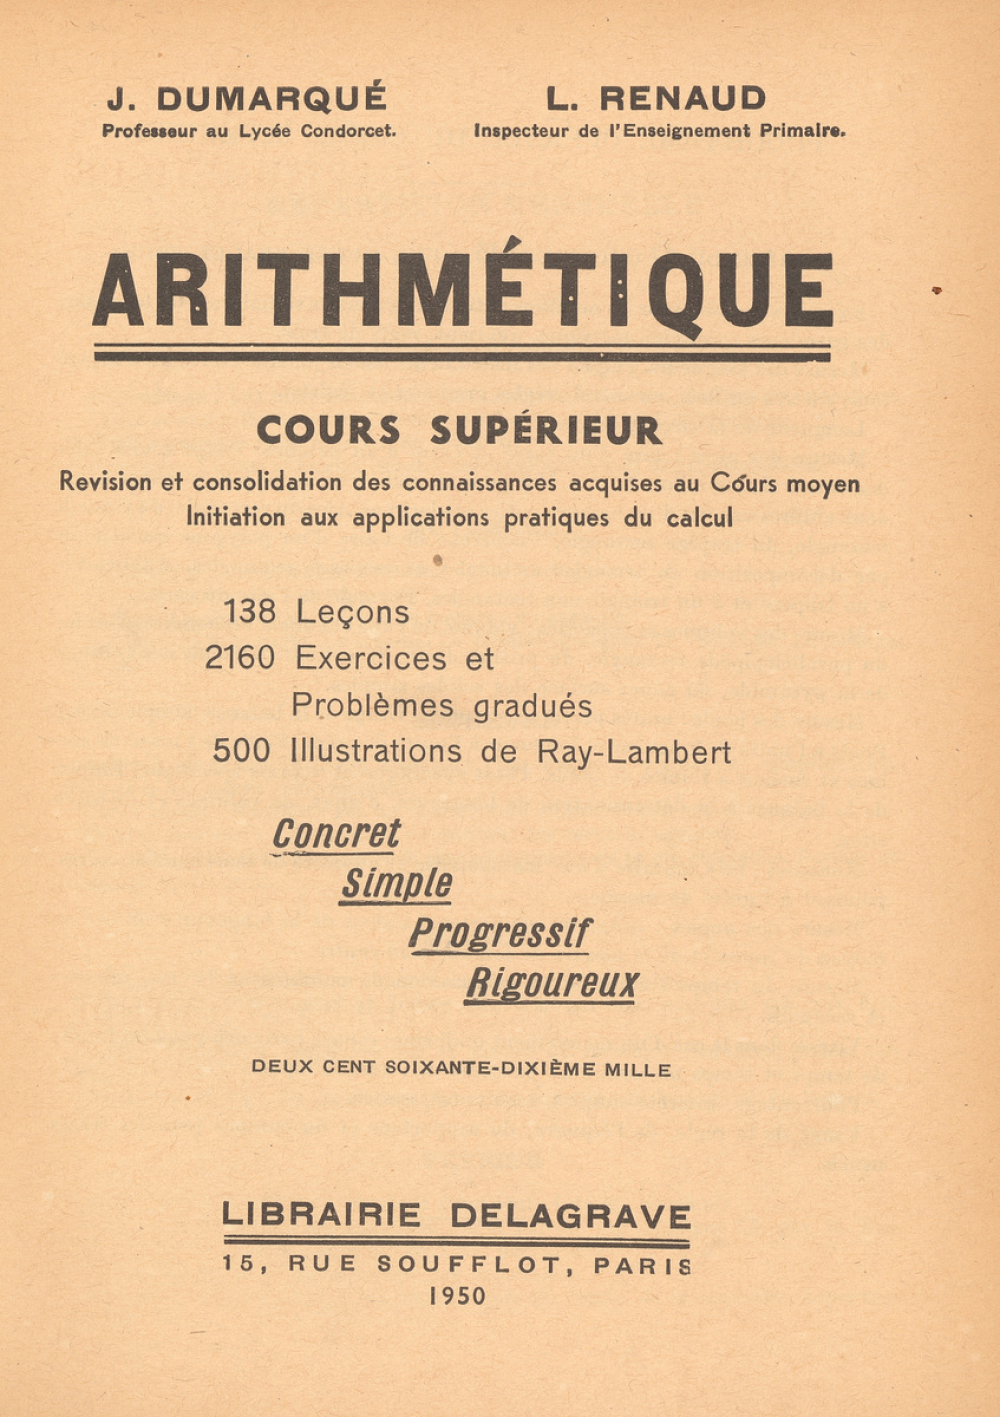 J. DUMARQUÉ
Professeur au Lycée Condorcet.
L. RENAUD
Inspecteur de l'Enseignement Primaire.
ARITHMÉTIQUE
COURS SUPÉRIEUR
Revision et consolidation des connaissances acquises au Cours moyen
Initiation aux applications pratiques du calcul
138 Leçons
2160 Exercices et
Problèmes gradués
500 Illustrations de Ray-Lambert
Concret
Simple
Progressif
Rigoureux
DEUX CENT SOIXANTE-DIXIÈME MILLE
LIBRAIRIE DELAGRAVE
15, RUE SOUFFLOT, PARIS
1950